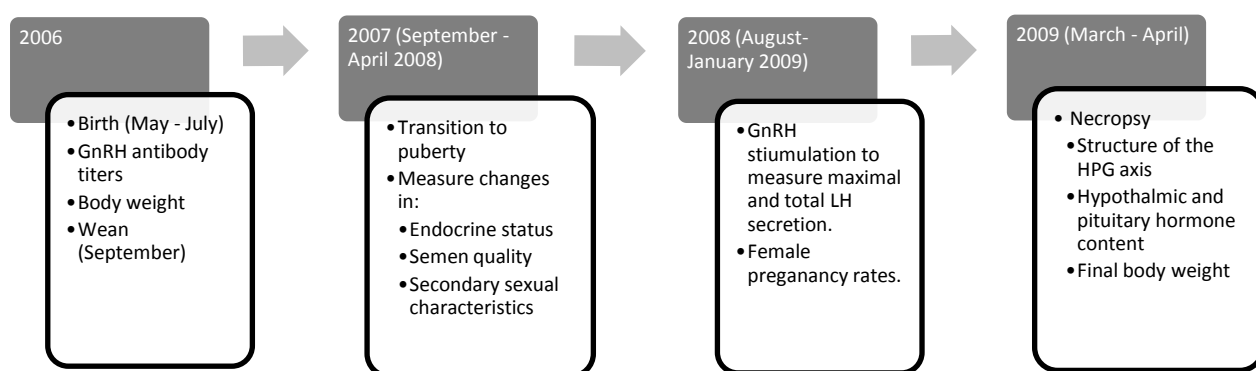 2006
• Birth (May - July)
• GnRH antibody
titers
• Body weight
• Wean
(September)
2007 (September -
April 2008)
• Transition to
puberty
• Measure changes
in:
• Endocrine status
• Semen quality
• Secondary sexual
characteristics
2008 (August-
January 2009)
• GnRH
stiumulation to
measure maximal
and total LH
secretion.
• Female
preganancy rates.
2009 (March - April)
• Necropsy
• Structure of the
HPG axis
• Hypothalmic and
pituitary hormone
content
• Final body weight